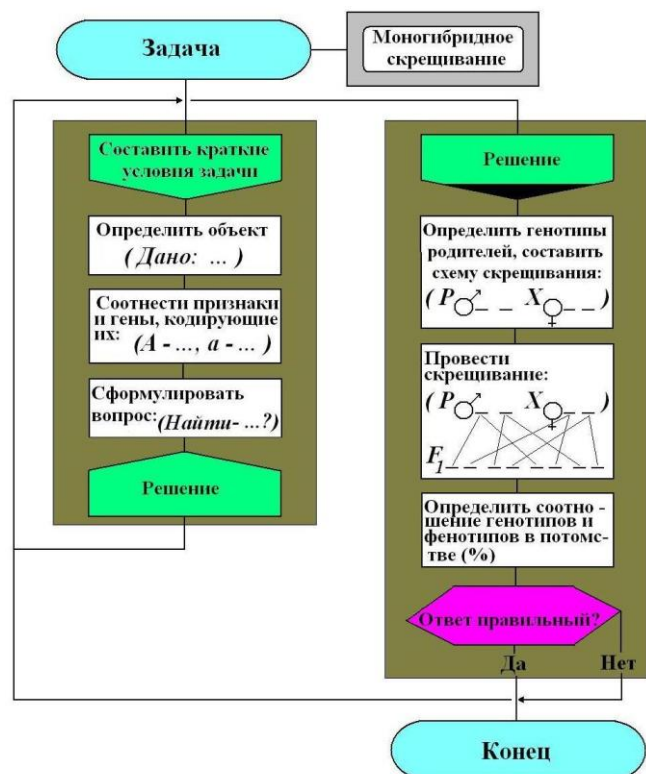 Задача
Моногибридное
скрещивание
Составить краткие
условия задачи
Определить объект
( Дано: ... )
Соотнести признаки
и гены, кодирующие
их: (А - ..., а - ... )
Сформулировать
вопрос: (Найти- ...?)
Решение
Решение
Определить генотипы
родителей, составить
схему скрещивания:
( P♂_ _ X♀_ _ )
Провести
скрещивание:
( P♂_ _ X♀_ _ )
F1 _ _ _ _ _ _ _ _
Определить соотно -
шение генотипов и
фенотипов в потомс-
тве (%)
Ответ правильный?
Да Нет
Конец